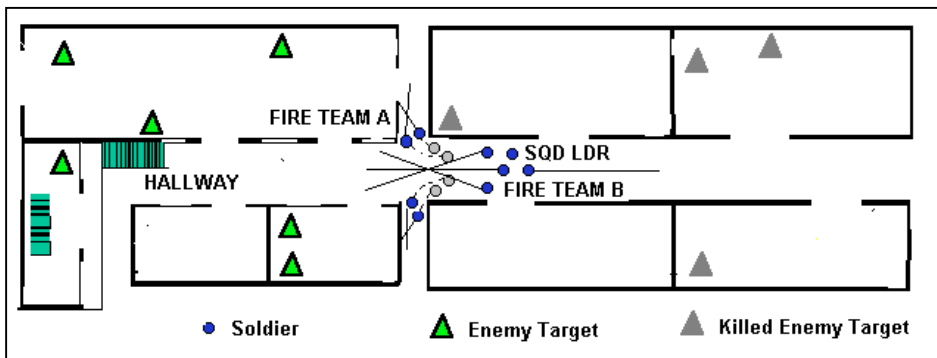 FIRE TEAM A
SQD LDR
HALLWAY
FIRE TEAM B
Soldier
Enemy Target
Killed Enemy Target